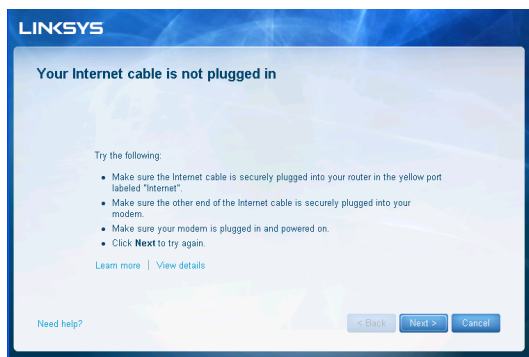 LINKSYS
Your Internet cable is not plugged in
Try the following:
• Make sure the Internet cable is securely plugged into your router in the yellow port
labeled "Internet".
• Make sure the other end of the Internet cable is securely plugged into your
modem.
• Make sure your modem is plugged in and powered on.
• Click Next to try again.
Learn more | View details
Need help? < Back Next > Cancel